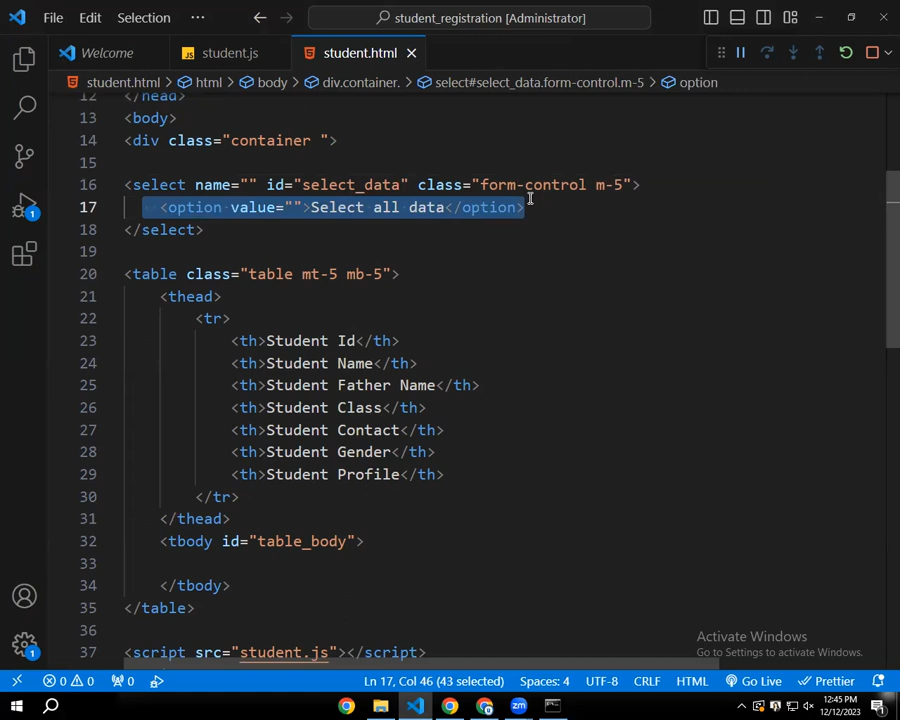 File Edit Selection ··· student_registration [Administrator]
Welcome student.js student.html
student.html > html > body > div.container. > select#select_data.form-control.m-5 > option
12 </head>
13 <body>
14 <div class="container ">
15
16 <select name="" id="select_data" class="form-control m-5">
17 <option value="">Select all data</option>
18 </select>
19
20 <table class="table mt-5 mb-5">
21 <thead>
22 <tr>
23 <th>Student Id</th>
24 <th>Student Name</th>
25 <th>Student Father Name</th>
26 <th>Student Class</th>
27 <th>Student Contact</th>
28 <th>Student Gender</th>
29 <th>Student Profile</th>
30 </tr>
31 </thead>
32 <tbody id="table_body">
33
34 </tbody>
35 </table>
36
37 <script src="student.js"></script>
Activate Windows
Go to Settings to activate Windows.
0 0 0 Ln 17, Col 46 (43 selected) Spaces: 4 UTF-8 CRLF HTML Go Live Prettier
12:45 PM
12/12/2023